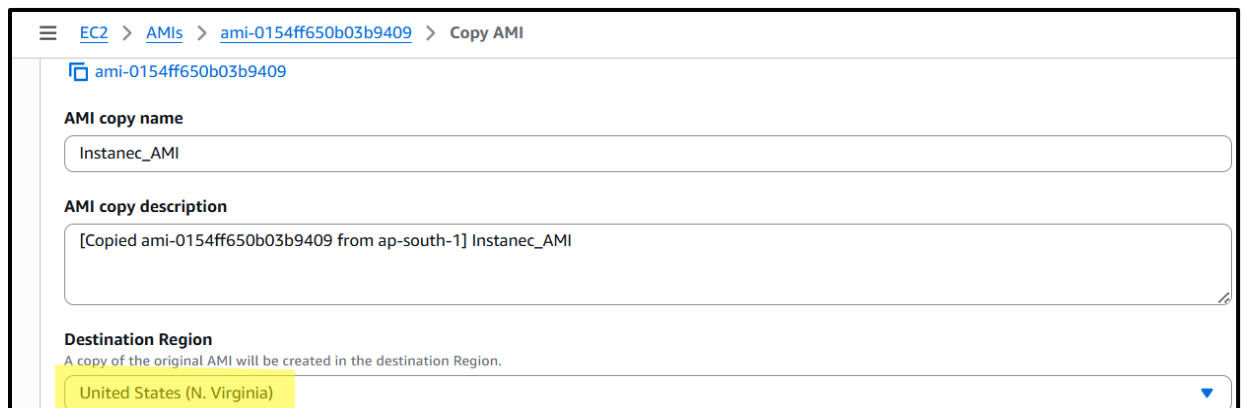 EC2 > AMIs > ami-0154ff650b03b9409 > Copy AMI
ami-0154ff650b03b9409
AMI copy name
Instanec_AMI
AMI copy description
[Copied ami-0154ff650b03b9409 from ap-south-1] Instanec_AMI
Destination Region
A copy of the original AMI will be created in the destination Region.
United States (N. Virginia)